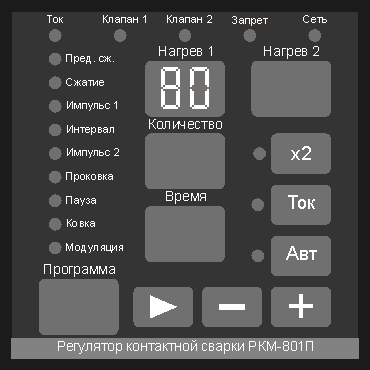 Ток Клапан 1 Клапан 2 Запрет Сеть
Нагрев 1 Нагрев 2
Пред. сж.
80
Сжатие
Импульс 1
Количество
Интервал
Импульс 2
x2
Проковка
Время
Пауза
Ток
Ковка
Модуляция
Авт
Программа
Регулятор контактной сварки РКМ-801П